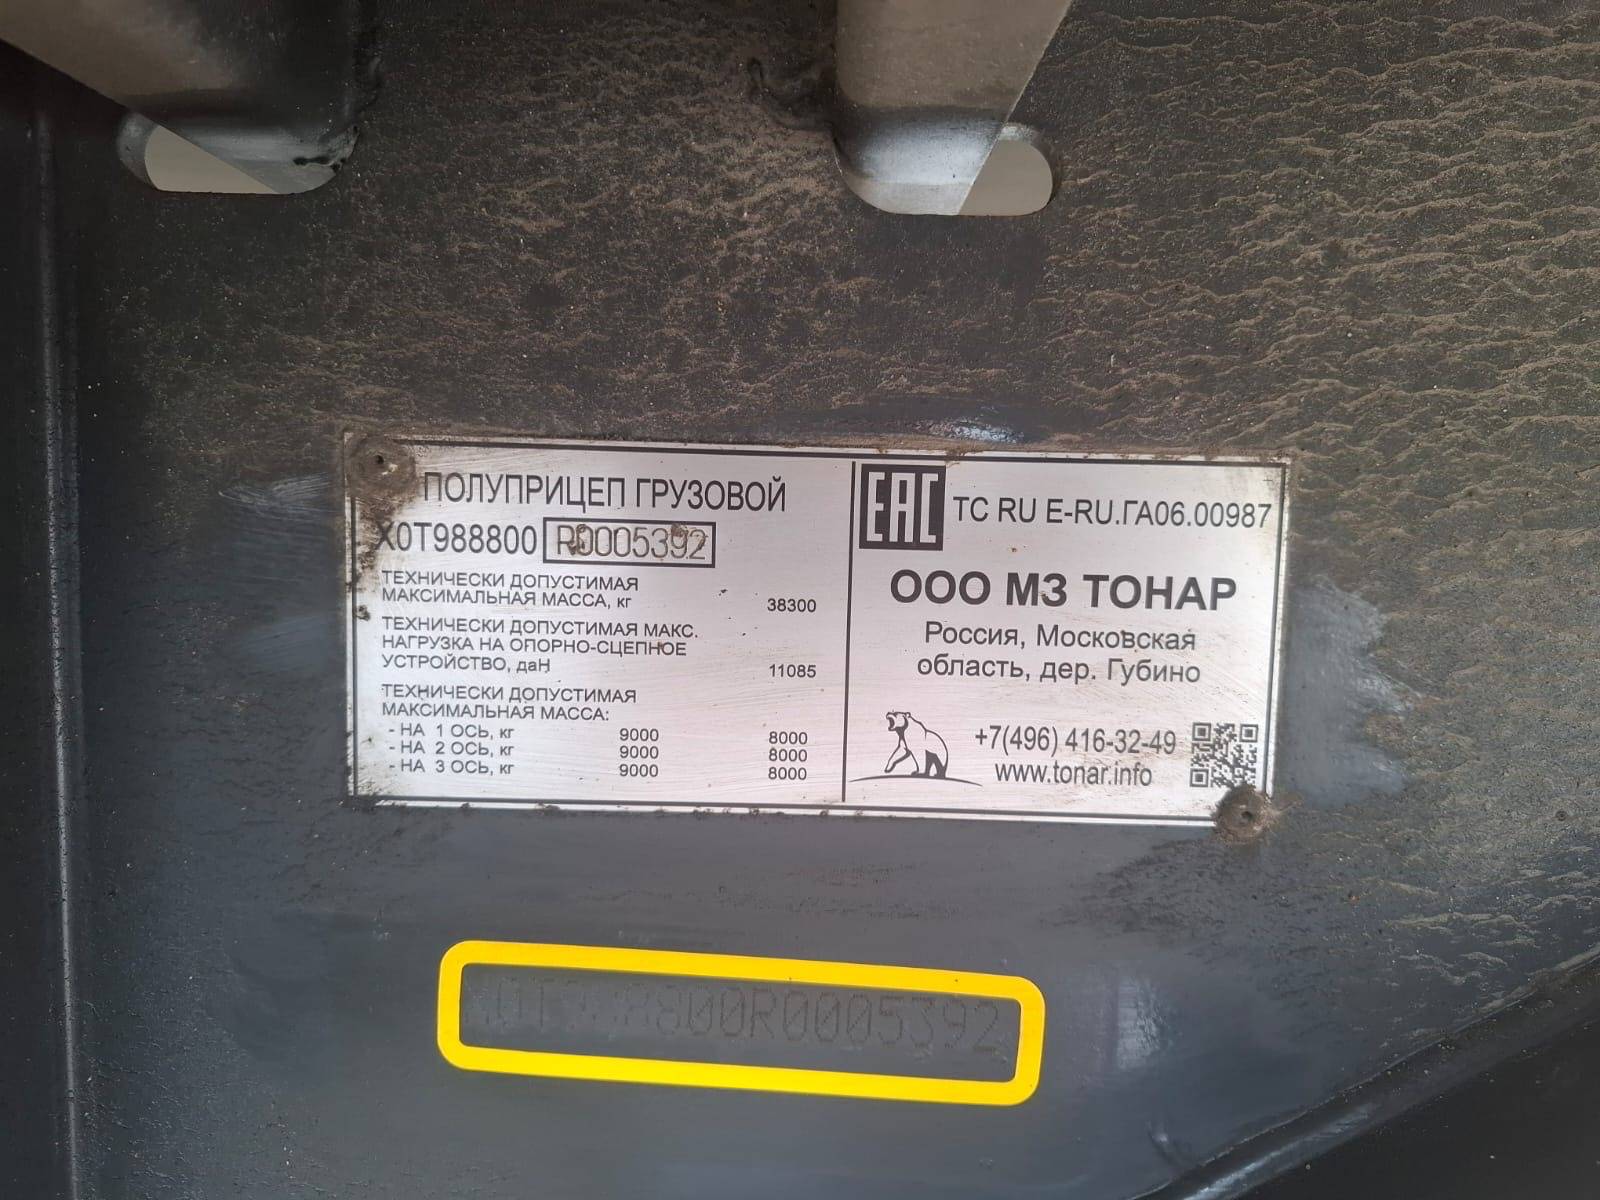 ПОЛУПРИЦЕП ГРУЗОВОЙ
X0T988800 R0005392
ТЕХНИЧЕСКИ ДОПУСТИМАЯ
МАКСИМАЛЬНАЯ МАССА, кг 38300
ТЕХНИЧЕСКИ ДОПУСТИМАЯ МАКС.
НАГРУЗКА НА ОПОРНО-СЦЕПНОЕ
УСТРОЙСТВО, даН 11085
ТЕХНИЧЕСКИ ДОПУСТИМАЯ
МАКСИМАЛЬНАЯ МАССА:
- НА 1 ОСЬ, кг 9000 8000
- НА 2 ОСЬ, кг 9000 8000
- НА 3 ОСЬ, кг 9000 8000
EAC ТС RU E-RU.ГА06.00987
ООО МЗ ТОНАР
Россия, Московская
область, дер. Губино
+7(496) 416-32-49
www.tonar.info
X0T988800R0005392